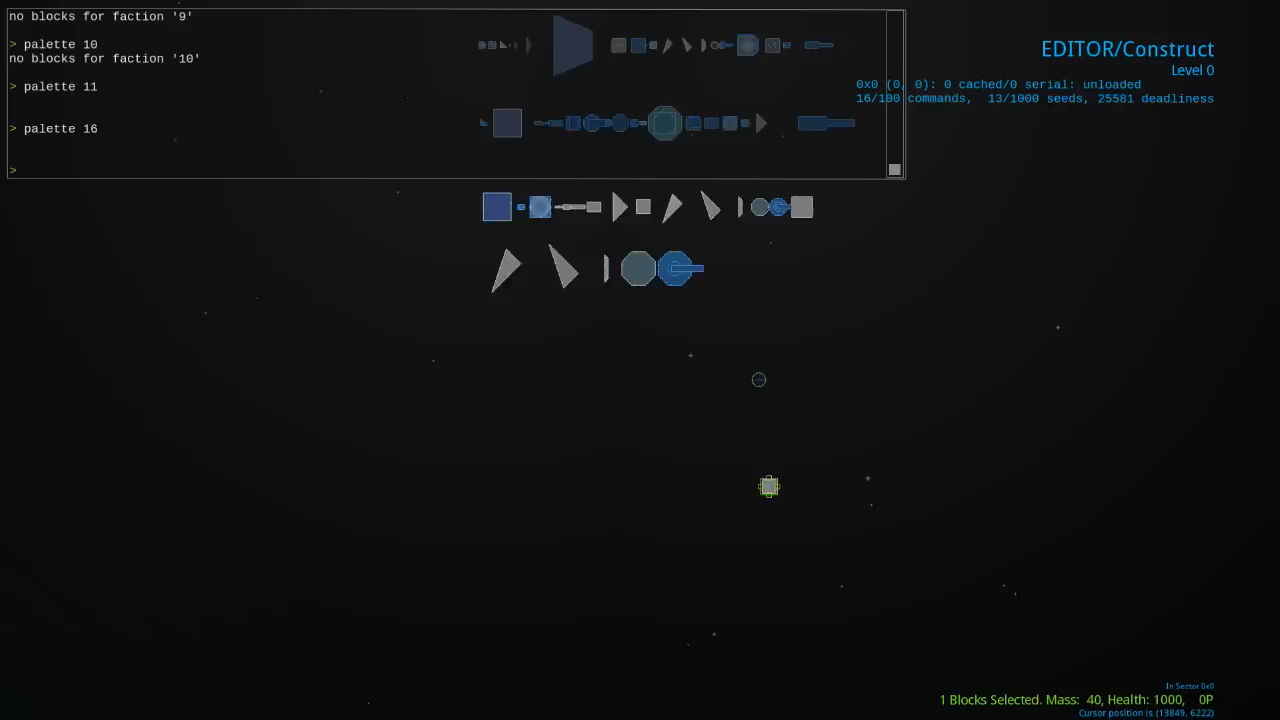 no blocks for faction '9'
> palette 10
no blocks for faction '10'
> palette 11
> palette 16
>
EDITOR/Construct
Level 0
0x0 (0, 0): 0 cached/0 serial: unloaded
16/100 commands,  13/1000 seeds, 25581 deadliness
In Sector 0x0
1 Blocks Selected. Mass:  40, Health: 1000,    0P
Cursor position is (13849, 6222)